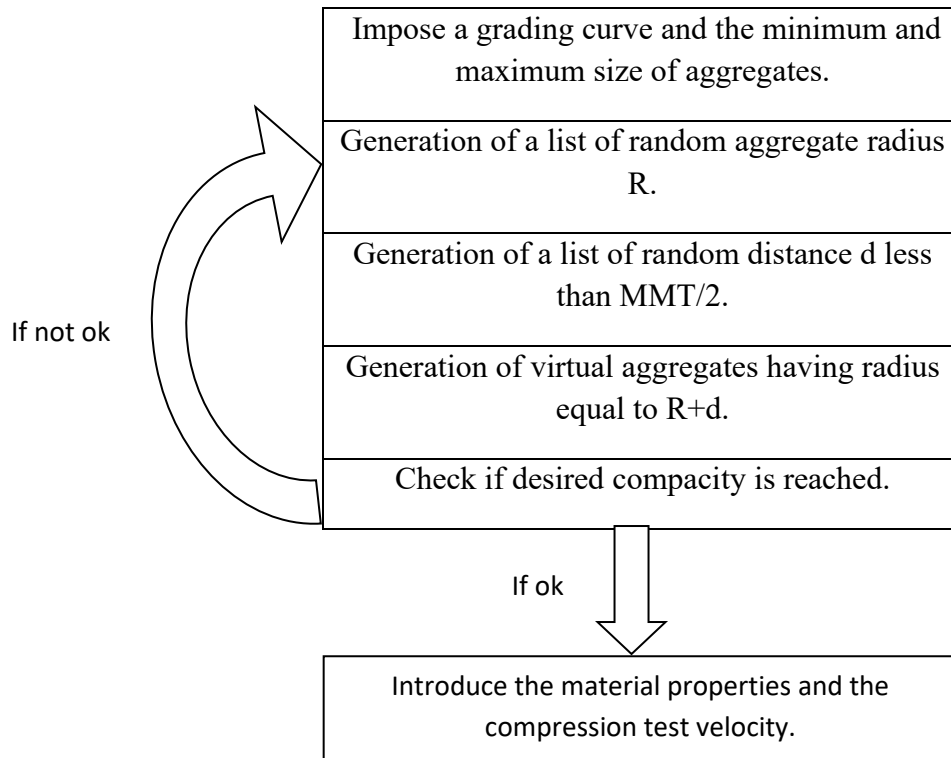 Impose a grading curve and the minimum and
maximum size of aggregates.
Generation of a list of random aggregate radius
R.
Generation of a list of random distance d less
than MMT/2.
If not ok
Generation of virtual aggregates having radius
equal to R+d.
Check if desired compacity is reached.
If ok
Introduce the material properties and the
compression test velocity.